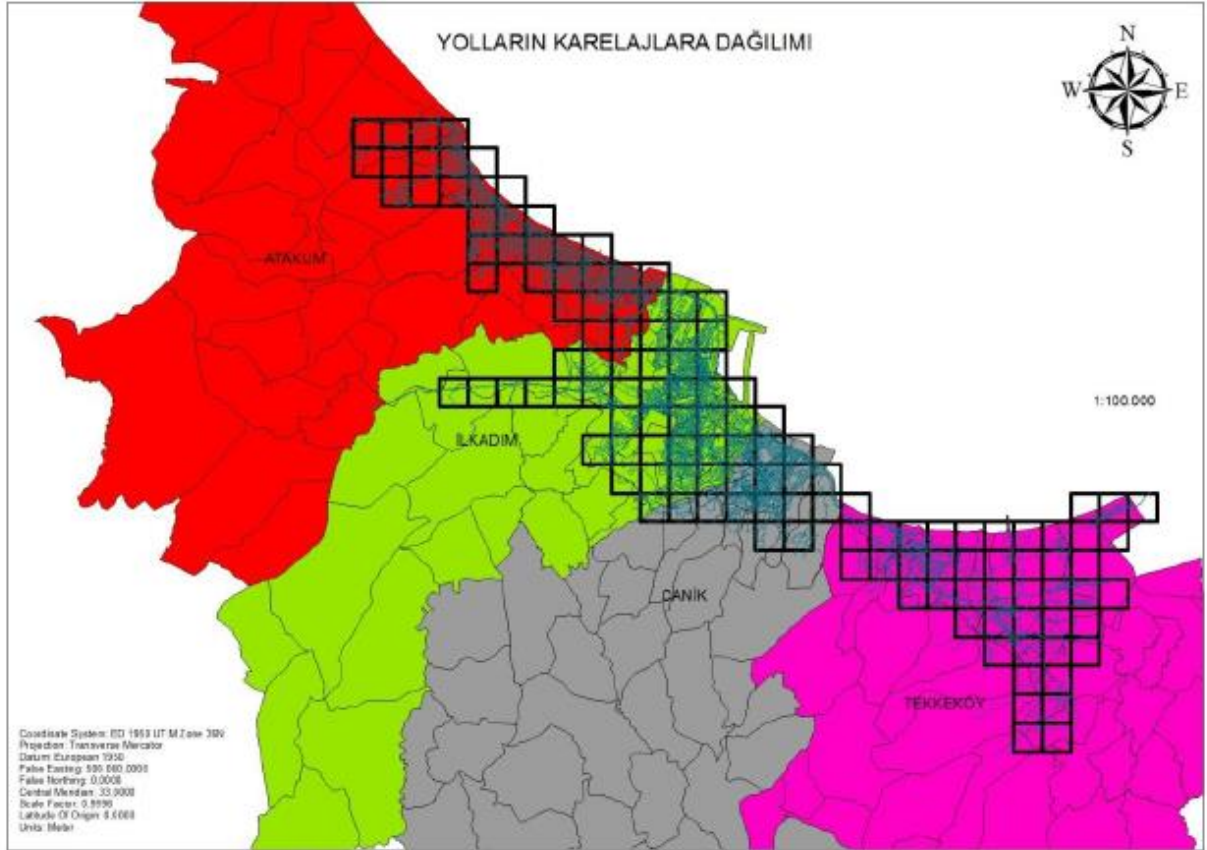 YOLLARIN KARELAJLARA DAĞILIMI
N
W E
S
ATAKUM
1:100.000
İLKADIM
CANİK
TEKKEKÖY
Coordinate System: ED 1950 UTM Zone 36N
Projection: Transverse Mercator
Datum: European 1950
False Easting: 500.000,0000
False Northing: 0,0000
Central Meridian: 33,0000
Scale Factor: 0,9996
Latitude Of Origin: 0,0000
Units: Meter